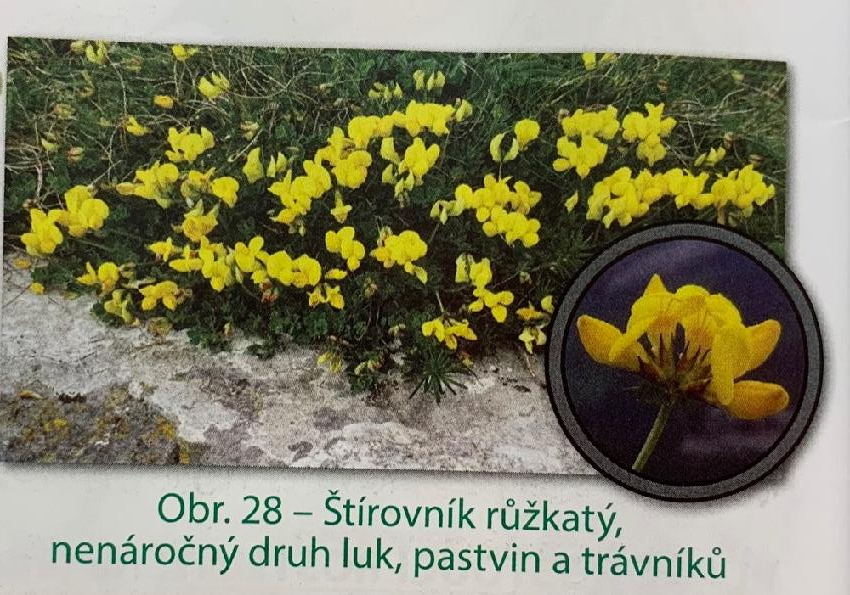 Obr. 28 – Štírovník růžkatý,
nenáročný druh luk, pastvin a trávníků